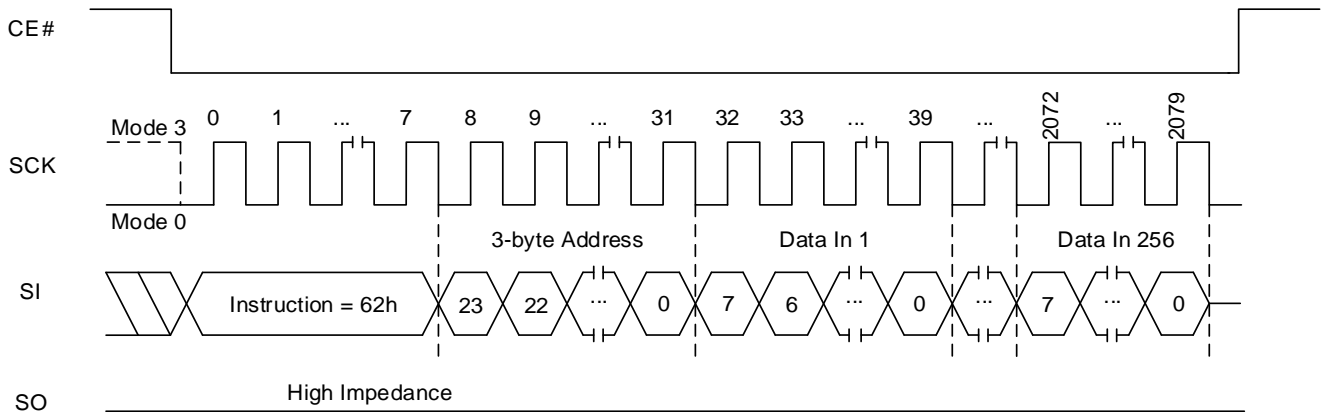 CE#
0 1 ... 7 8 9 ... 31 32 33 ... 39 ... 2072 ... 2079
Mode 3
SCK
Mode 0
3-byte Address Data In 1 Data In 256
SI Instruction = 62h 23 22 ... 0 7 6 ... 0 ... 7 ... 0
High Impedance
SO